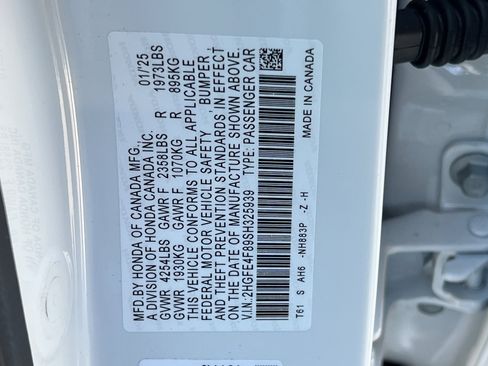 MFD.BY HONDA OF CANADA MFG., 01/25
A DIVISION OF HONDA CANADA INC.
GVWR 4254LBS GAWR F 2358LBS R 1973LBS
GVWR 1930KG GAWR F 1070KG R 895KG
THIS VEHICLE CONFORMS TO ALL APPLICABLE
FEDERAL MOTOR VEHICLE SAFETY, BUMPER,
AND THEFT PREVENTION STANDARDS IN EFFECT
ON THE DATE OF MANUFACTURE SHOWN ABOVE.
V.I.N: 2HGFE4F89SH325939 TYPE: PASSENGER CAR
T61 S AH6 -NH883P -Z -H MADE IN CANADA